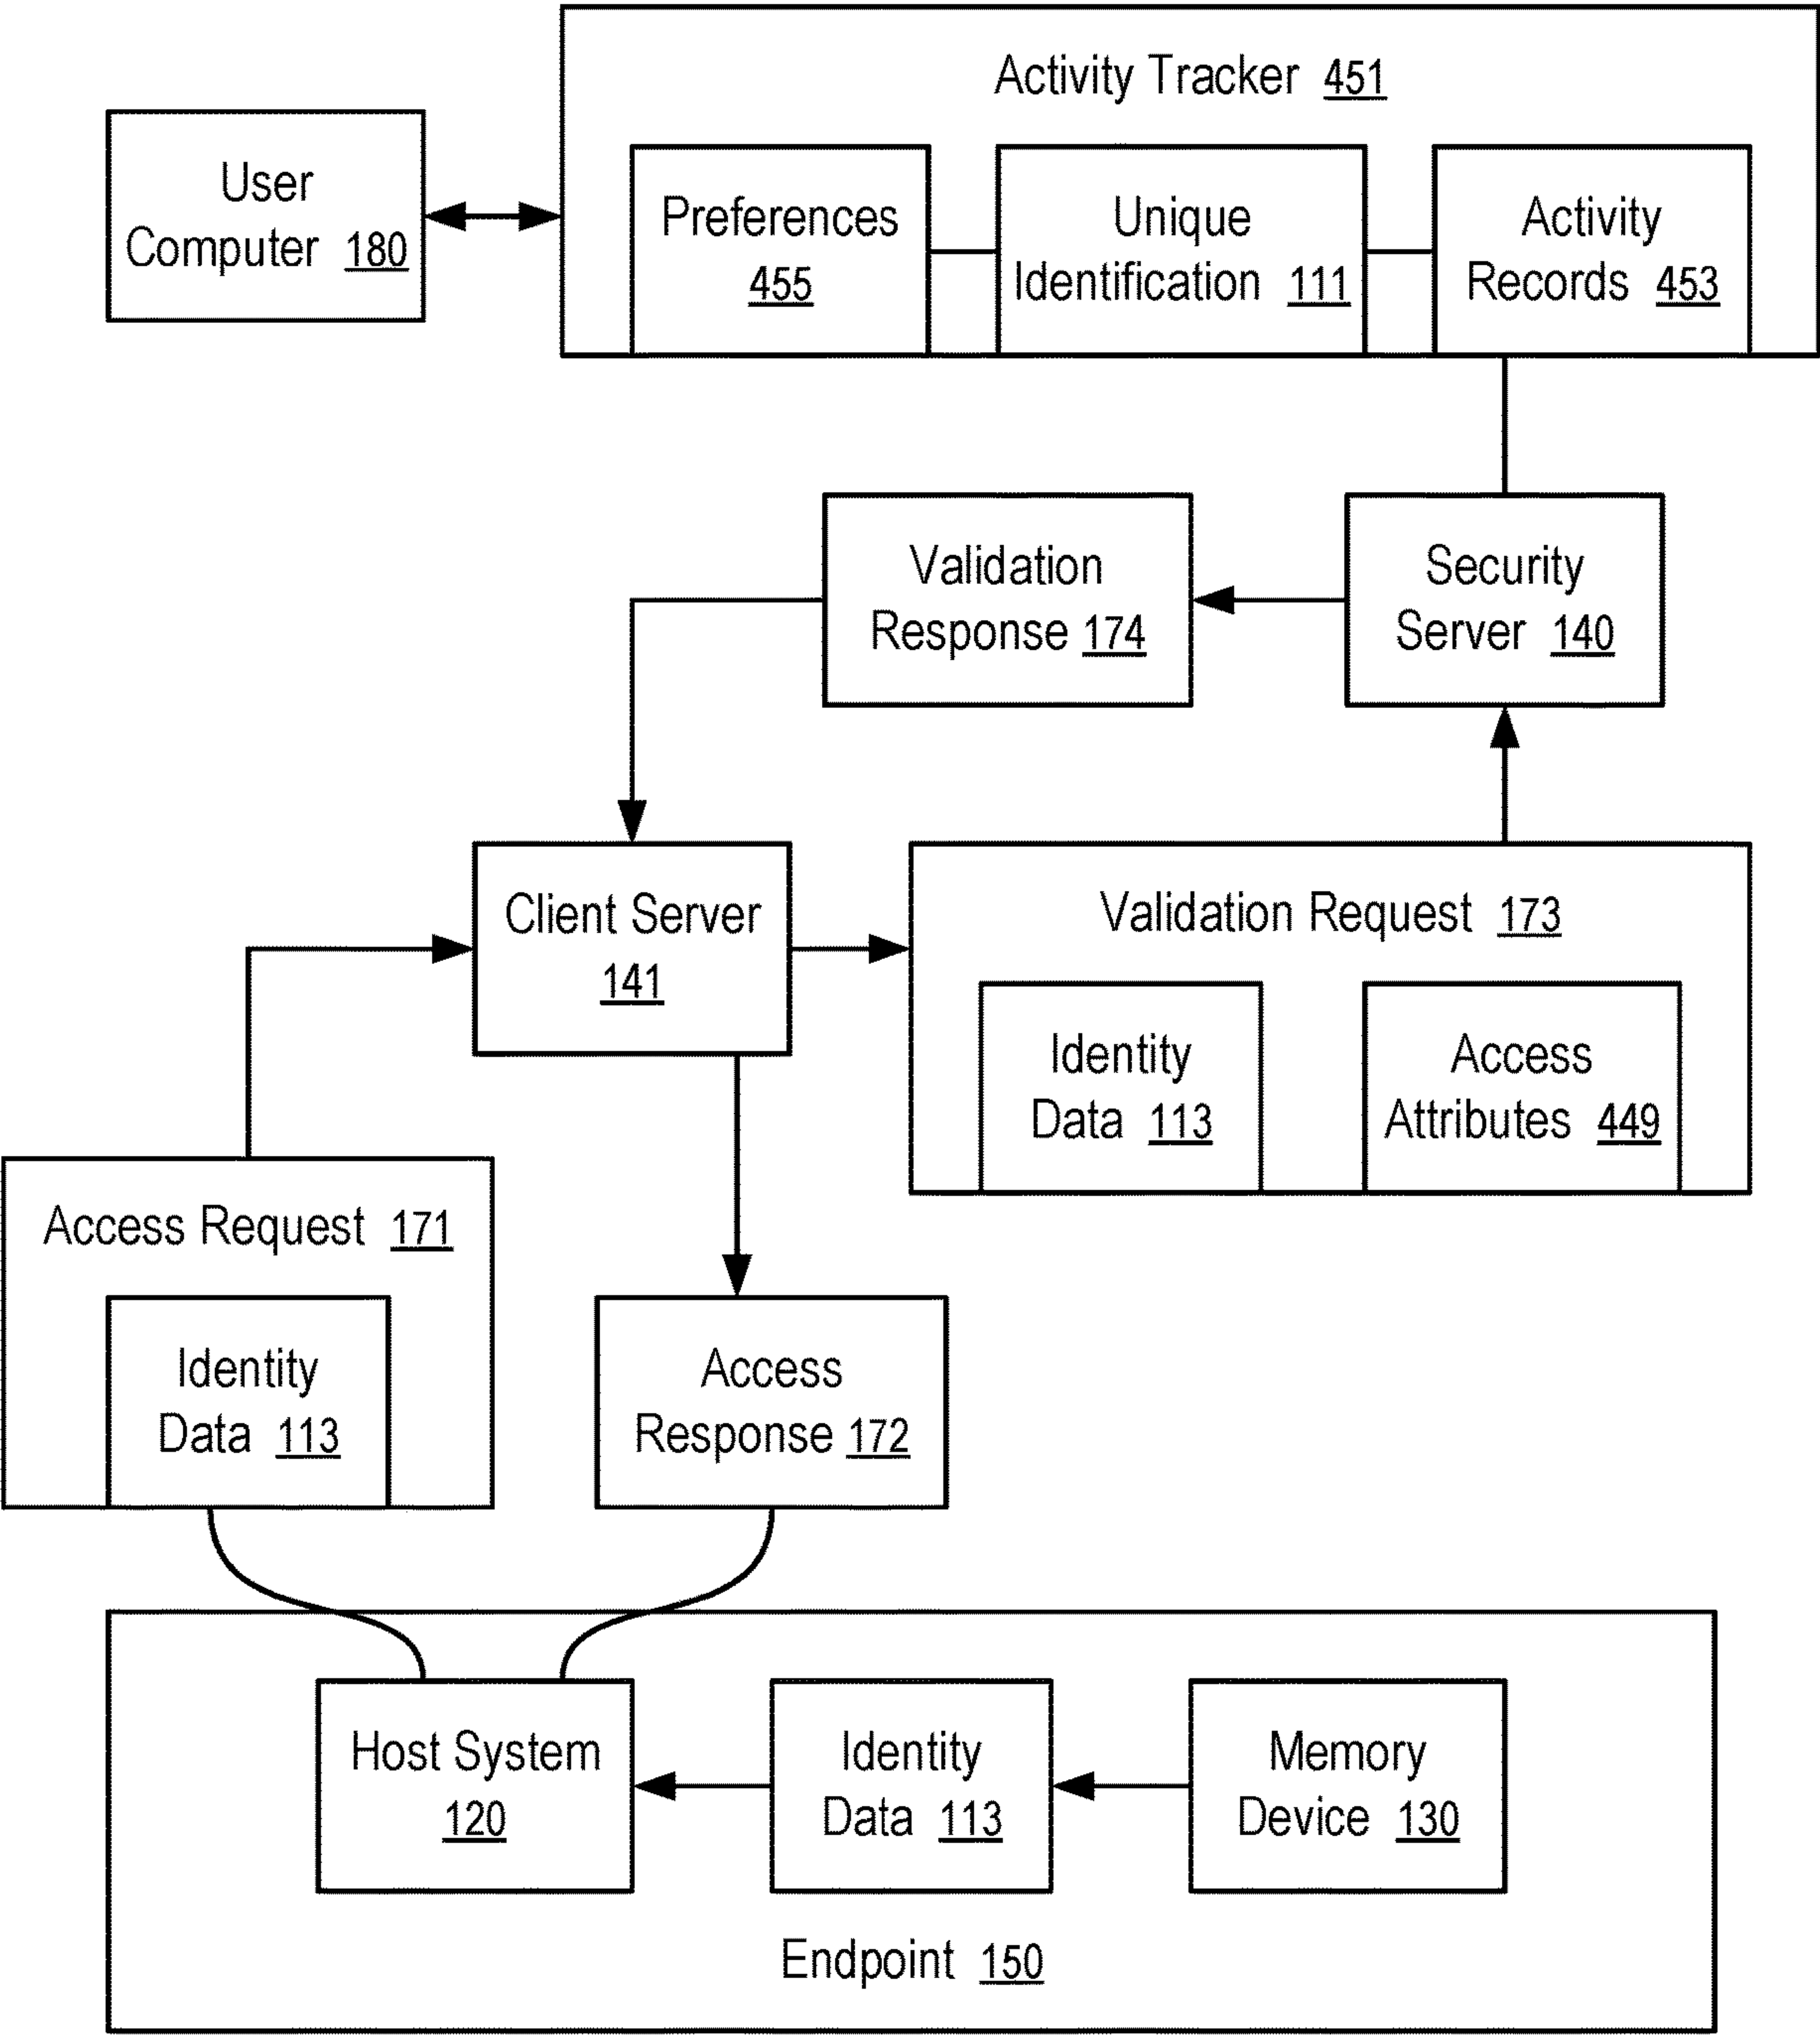 Activity Tracker 451
User
Computer 180
Preferences
455
Unique
Identification 111
Activity
Records 453
Validation
Response 174
Security
Server 140
Client Server
141
Validation Request 173
Identity
Data 113
Access
Attributes 449
Access Request 171
Identity
Data 113
Access
Response 172
Host System
120
Identity
Data 113
Memory
Device 130
Endpoint 150